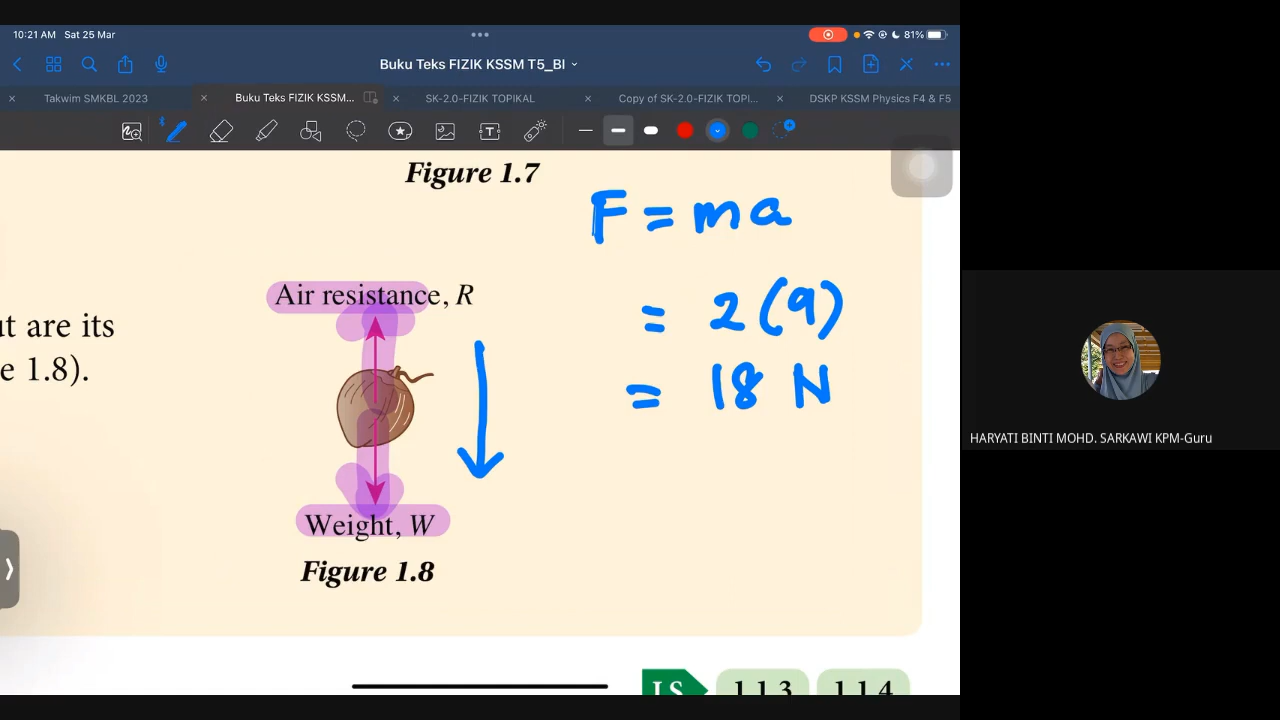 10:21 AM Sat 25 Mar
81%
Buku Teks FIZIK KSSM T5_BI
Takwim SMKBL 2023
Buku Teks FIZIK KSSM...
SK-2.0-FIZIK TOPIKAL
Copy of SK-2.0-FIZIK TOPI...
DSKP KSSM Physics F4 & F5
Figure 1.7
F = ma
Air resistance, R
= 2(9)
t are its
e 1.8).
= 18 N
Weight, W
Figure 1.8
LS 1.1.3 1.1.4
HARYATI BINTI MOHD. SARKAWI KPM-Guru